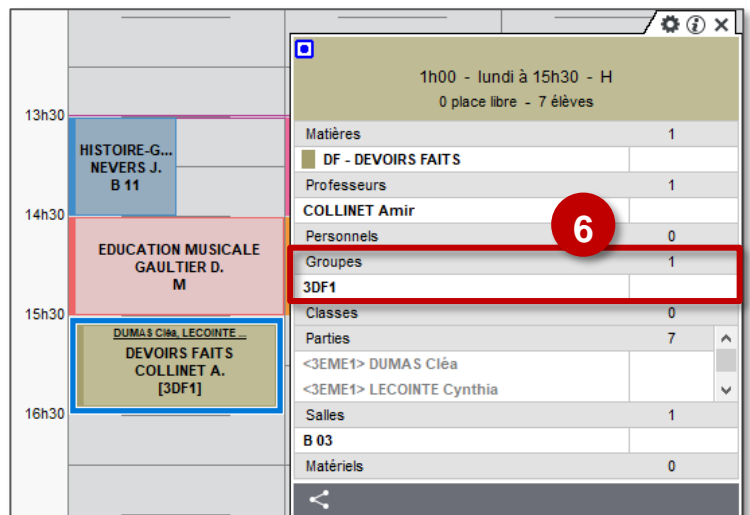 13h30
14h30
15h30
16h30
HISTOIRE-G...
NEVERS J.
B 11
EDUCATION MUSICALE
GAULTIER D.
M
DUMAS Cléa, LECOINTE ...
DEVOIRS FAITS
COLLINET A.
[3DF1]
1h00 - lundi à 15h30 - H
0 place libre - 7 élèves
Matières 1
DF - DEVOIRS FAITS
Professeurs 1
COLLINET Amir
Personnels 0
6
Groupes 1
3DF1
Classes 0
Parties 7
<3EME1> DUMAS Cléa
<3EME1> LECOINTE Cynthia
Salles 1
B 03
Matériels 0